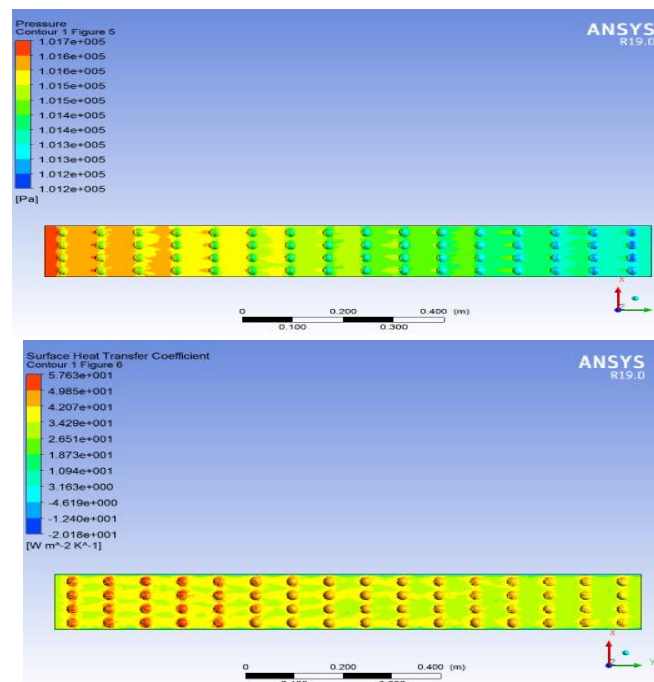 Pressure
Contour 1 Figure 5
1.017e+005
1.016e+005
1.016e+005
1.015e+005
1.015e+005
1.014e+005
1.014e+005
1.013e+005
1.013e+005
1.012e+005
1.012e+005
[Pa]
ANSYS
R19.0
0 0.200 0.400 (m)
0.100 0.300
X
Z
Surface Heat Transfer Coefficient
Contour 1 Figure 6
5.763e+001
4.985e+001
4.207e+001
3.429e+001
2.651e+001
1.873e+001
1.094e+001
3.163e+000
-4.619e+000
-1.240e+001
-2.018e+001
[W m^-2 K^-1]
ANSYS
R19.0
0 0.200 0.400 (m)
X
Z Y